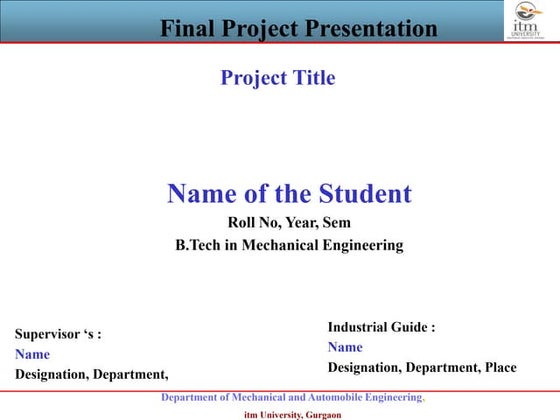 Final Project Presentation
itm
UNIVERSITY
Project Title
Name of the Student
Roll No, Year, Sem
B.Tech in Mechanical Engineering
Supervisor ‘s :
Name
Designation, Department,
Industrial Guide :
Name
Designation, Department, Place
Department of Mechanical and Automobile Engineering.
itm University, Gurgaon